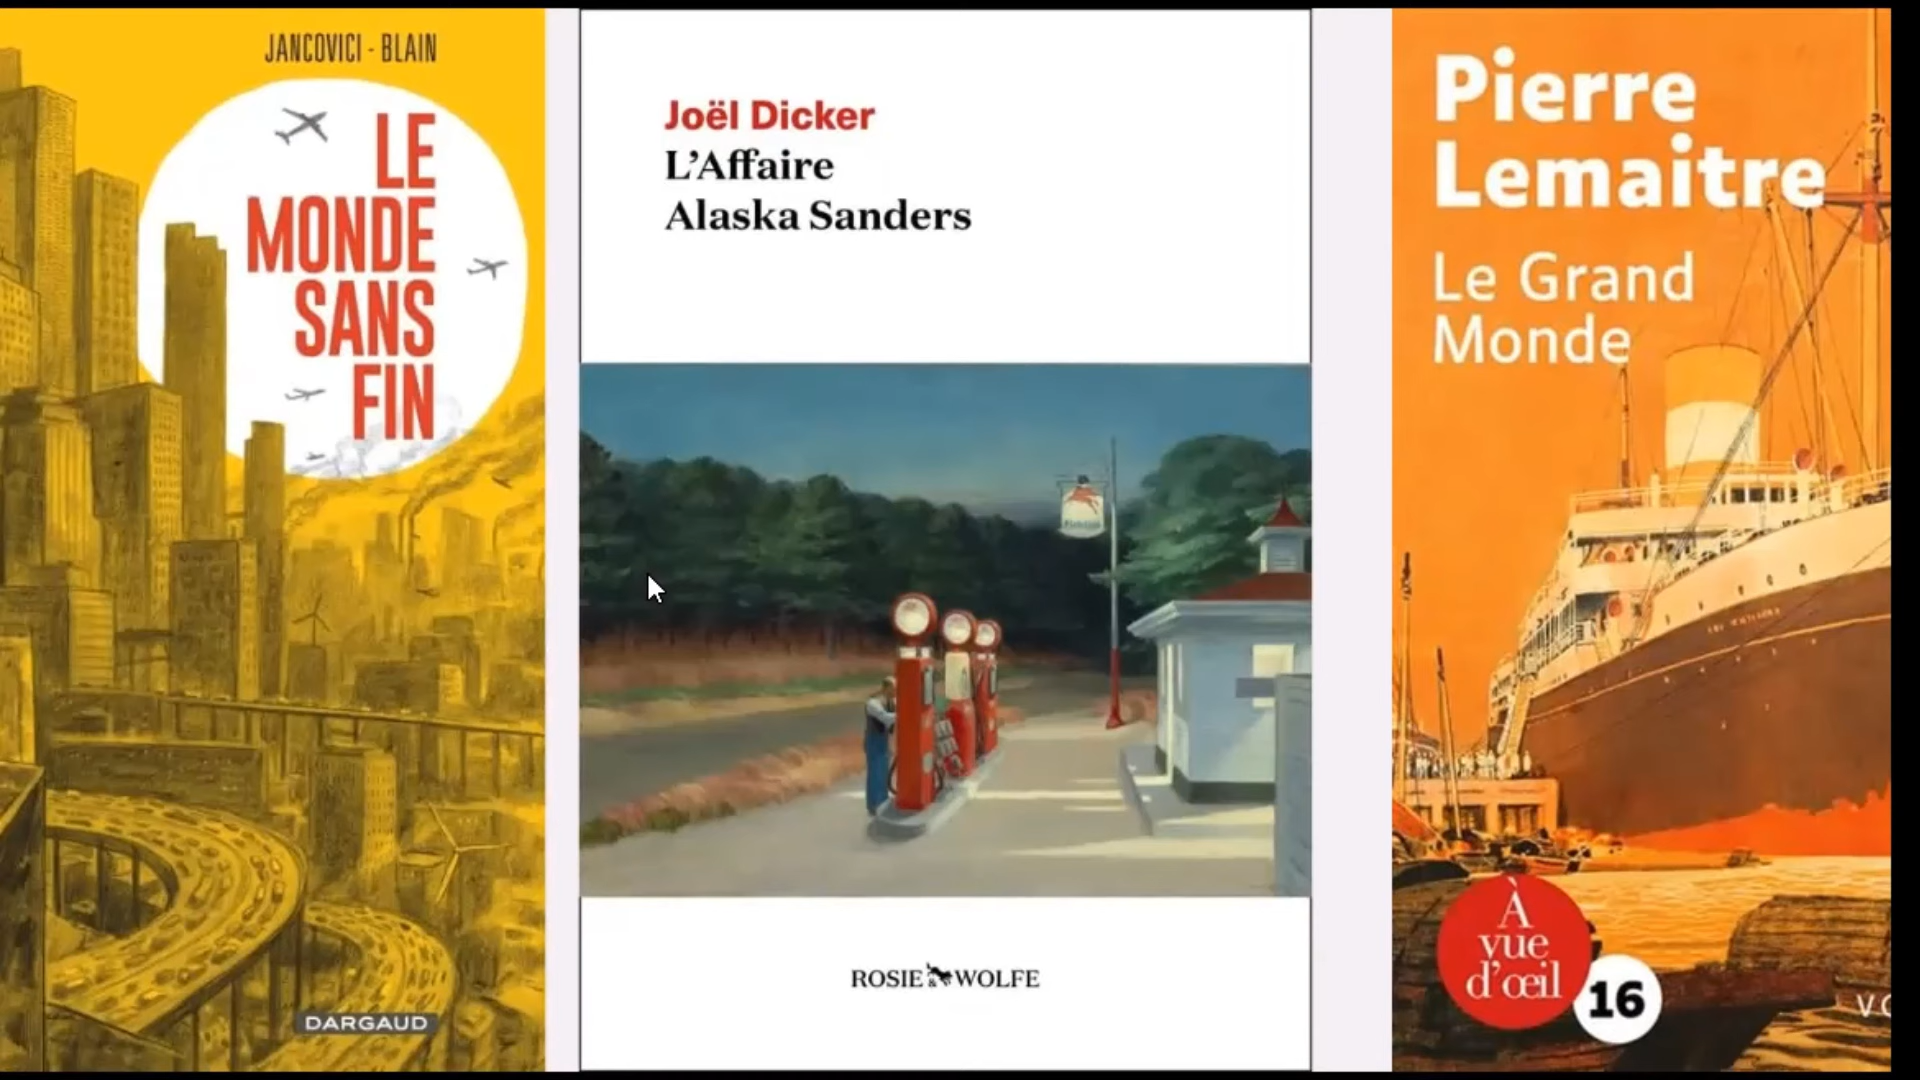 JANCOVICI - BLAIN
LE
MONDE
SANS
FIN
DARGAUD
Joël Dicker
L'Affaire
Alaska Sanders
ROSIE & WOLFE
Pierre
Lemaitre
Le Grand
Monde
À
vue
d'œil
16